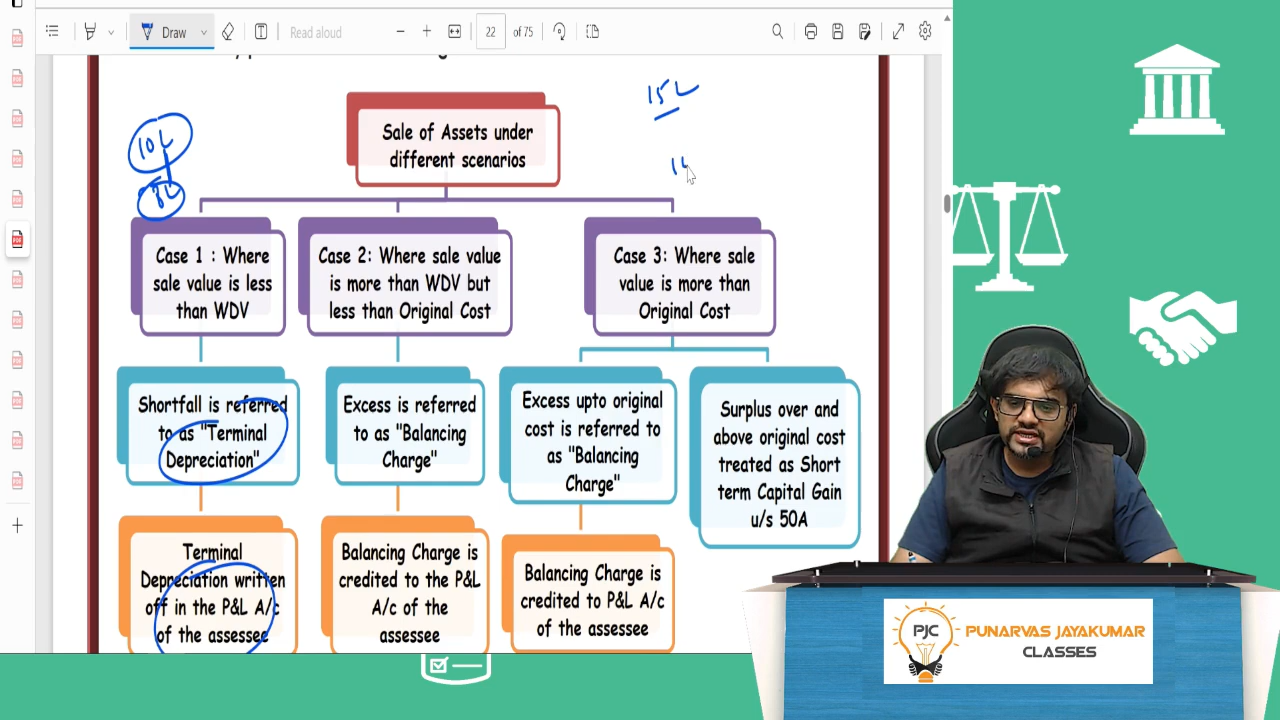 Draw
Read aloud
22
of 75
15L
10L
8L
Sale of Assets under
different scenarios
Case 1 : Where
sale value is less
than WDV
Case 2: Where sale value
is more than WDV but
less than Original Cost
Case 3: Where sale
value is more than
Original Cost
Shortfall is referred
to as "Terminal
Depreciation"
Excess is referred
to as "Balancing
Charge"
Excess upto original
cost is referred to
as "Balancing
Charge"
Surplus over and
above original cost
treated as Short
term Capital Gain
u/s 50A
Terminal
Depreciation written
off in the P&L A/c
of the assessee
Balancing Charge is
credited to the P&L
A/c of the
assessee
Balancing Charge is
credited to P&L A/c
of the assessee
PJC
PUNARVAS JAYAKUMAR
CLASSES